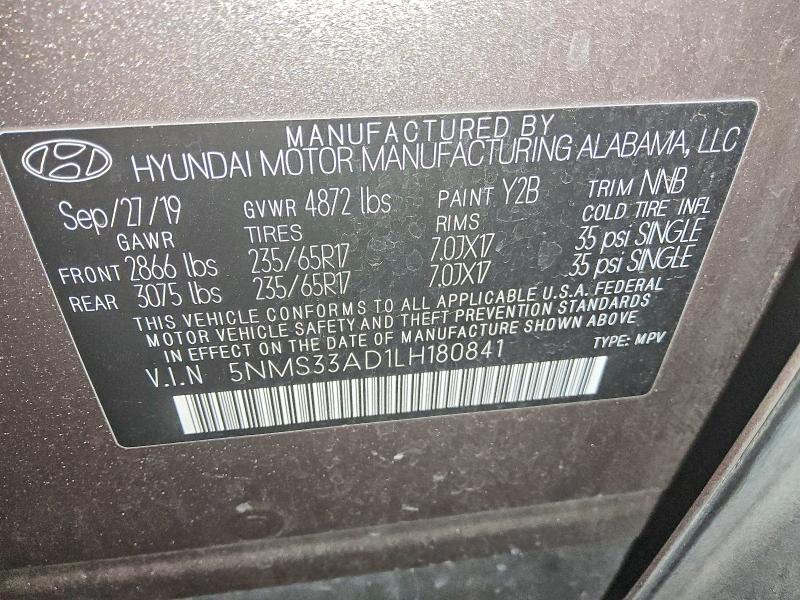 MANUFACTURED BY
HYUNDAI MOTOR MANUFACTURING ALABAMA, LLC
Sep/27/19 GVWR 4872 lbs PAINT Y2B TRIM NNB
GAWR TIRES RIMS COLD TIRE INFL
FRONT 2866 lbs 235/65R17 7.0JX17 35 psi SINGLE
REAR 3075 lbs 235/65R17 7.0JX17 35 psi SINGLE
THIS VEHICLE CONFORMS TO ALL APPLICABLE U.S.A. FEDERAL
MOTOR VEHICLE SAFETY AND THEFT PREVENTION STANDARDS
IN EFFECT ON THE DATE OF MANUFACTURE SHOWN ABOVE
V.I.N 5NMS33AD1LH180841 TYPE: MPV